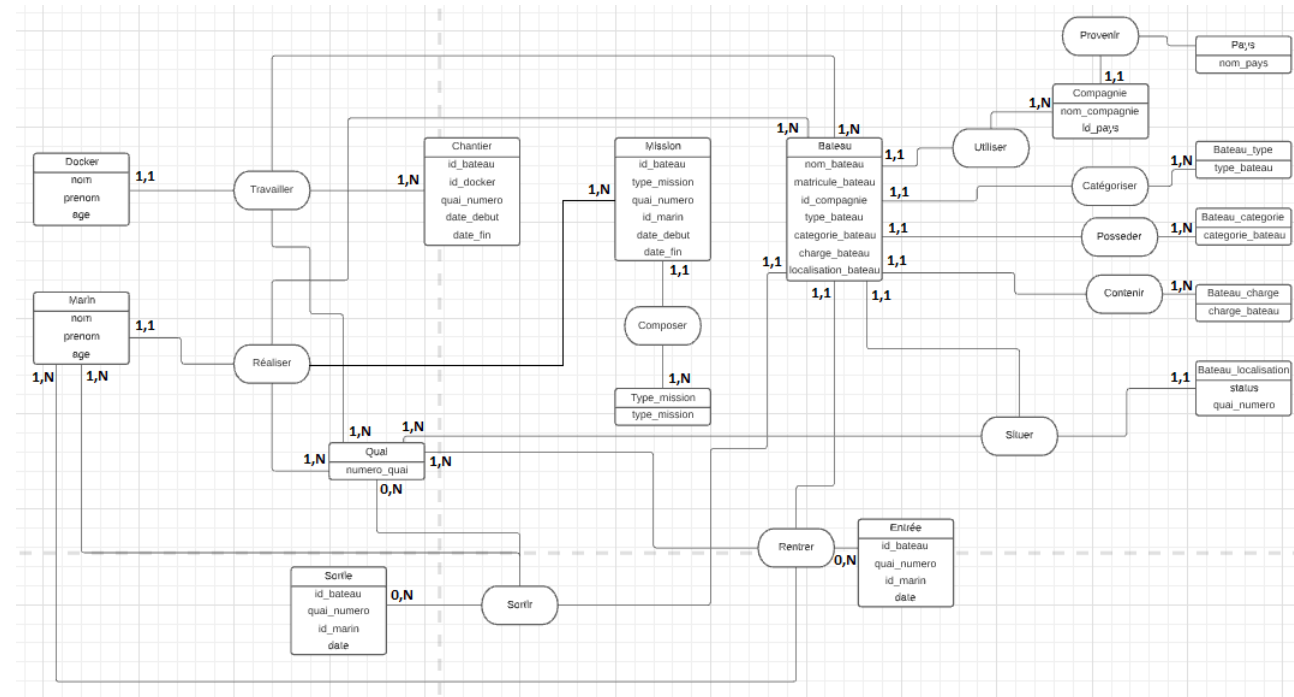 Provenir
Pays
nom_pays
1,1
Compagnie
nom_compagnie
id_pays
1,N
Utiliser
1,N
1,N
Bateau
nom_bateau
matricule_bateau
id_compagnie
type_bateau
categorie_bateau
charge_bateau
localisation_bateau
1,1
1,1
1,1
1,1
1,1
1,1
1,1
Bateau_type
type_bateau
1,N
Catégoriser
Bateau_categorie
categorie_bateau
1,N
Posseder
Bateau_charge
charge_bateau
1,N
Contenir
Bateau_localisation
status
quai_numero
1,1
Situer
Docker
nom
prenom
age
1,1
Travailler
1,N
Chantier
id_bateau
id_docker
quai_numero
date_debut
date_fin
1,N
Mission
id_bateau
type_mission
quai_numero
id_marin
date_debut
date_fin
1,1
Composer
1,N
Type_mission
type_mission
Marin
nom
prenom
age
1,1
1,N
1,N
Réaliser
1,N
1,N
1,N
1,N
Quai
numero_quai
0,N
Rentrer
0,N
Entrée
id_bateau
quai_numero
id_marin
date
Sortie
id_bateau
quai_numero
id_marin
date
0,N
Sortir